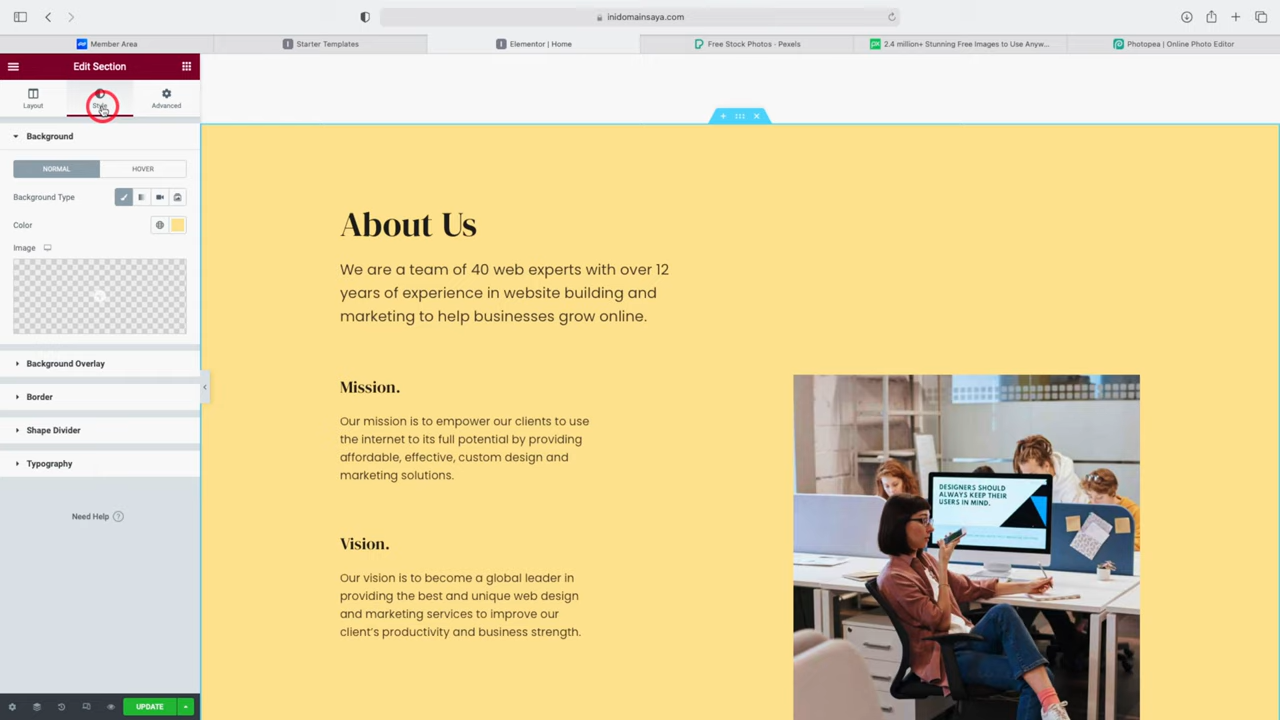 inidomainsaya.com
Member Area
Starter Templates
Elementor | Home
Free Stock Photos - Pexels
2.4 million+ Stunning Free Images to Use Anyw...
Photopea | Online Photo Editor
Edit Section
Layout
Style
Advanced
Background
NORMAL
HOVER
Background Type
Color
Image
Background Overlay
Border
Shape Divider
Typography
Need Help
UPDATE
About Us
We are a team of 40 web experts with over 12
years of experience in website building and
marketing to help businesses grow online.
Mission.
Our mission is to empower our clients to use
the internet to its full potential by providing
affordable, effective, custom design and
marketing solutions.
Vision.
Our vision is to become a global leader in
providing the best and unique web design
and marketing services to improve our
client's productivity and business strength.
DESIGNERS SHOULD
ALWAYS KEEP THEIR
USERS IN MIND.